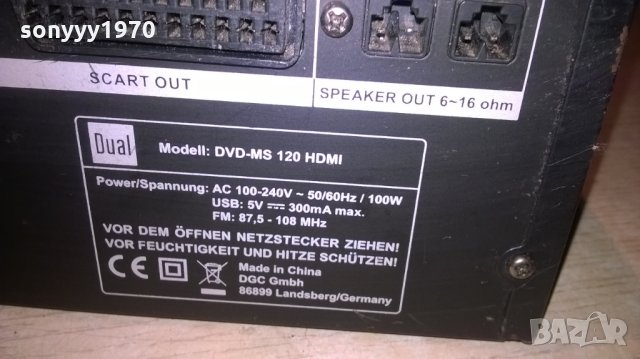 sonyyy1970
SCART OUT
SPEAKER OUT 6~16 ohm
Dual
Modell: DVD-MS 120 HDMI
Power/Spannung: AC 100-240V ~ 50/60Hz / 100W
USB: 5V ⎓ 300mA max.
FM: 87,5 - 108 MHz
VOR DEM ÖFFNEN NETZSTECKER ZIEHEN!
VOR FEUCHTIGKEIT UND HITZE SCHÜTZEN!
CE
Made in China
DGC GmbH
86899 Landsberg/Germany
BAZAR